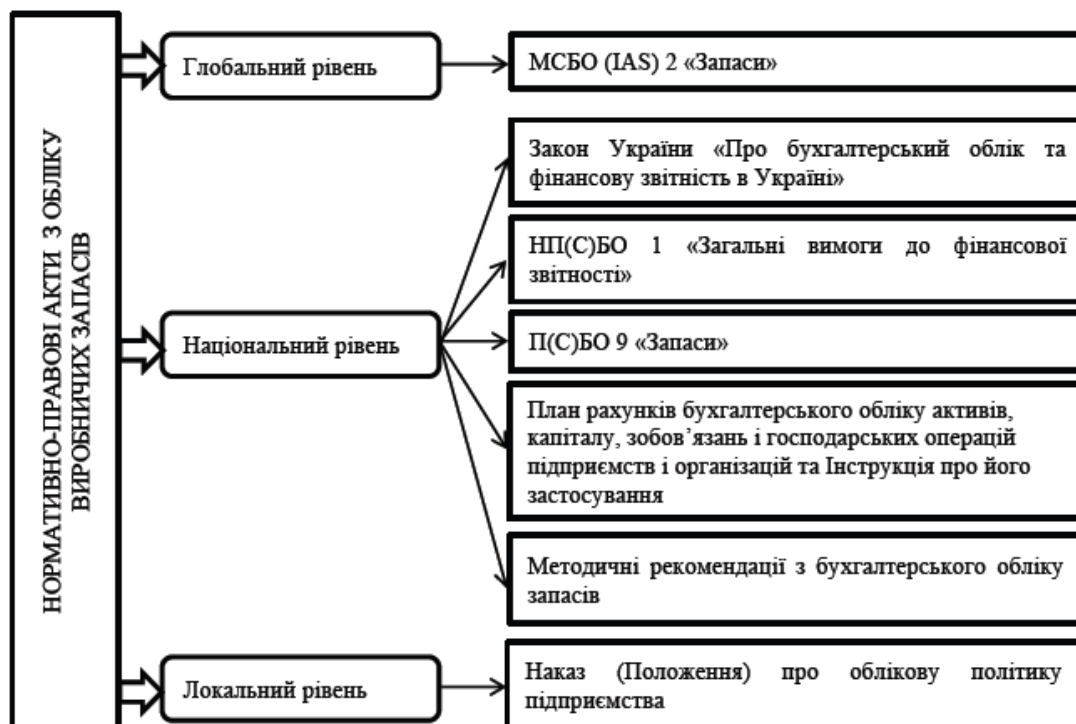 НОРМАТИВНО-ПРАВОВІ АКТИ З ОБЛІКУ
ВИРОБНИЧИХ ЗАПАСІВ
Глобальний рівень
МСБО (IAS) 2 «Запаси»
Національний рівень
Закон України «Про бухгалтерський облік та
фінансову звітність в Україні»
НП(С)БО 1 «Загальні вимоги до фінансової
звітності»
П(С)БО 9 «Запаси»
План рахунків бухгалтерського обліку активів,
капіталу, зобов’язань і господарських операцій
підприємств і організацій та Інструкція про його
застосування
Методичні рекомендації з бухгалтерського обліку
запасів
Локальний рівень
Наказ (Положення) про облікову політику
підприємства